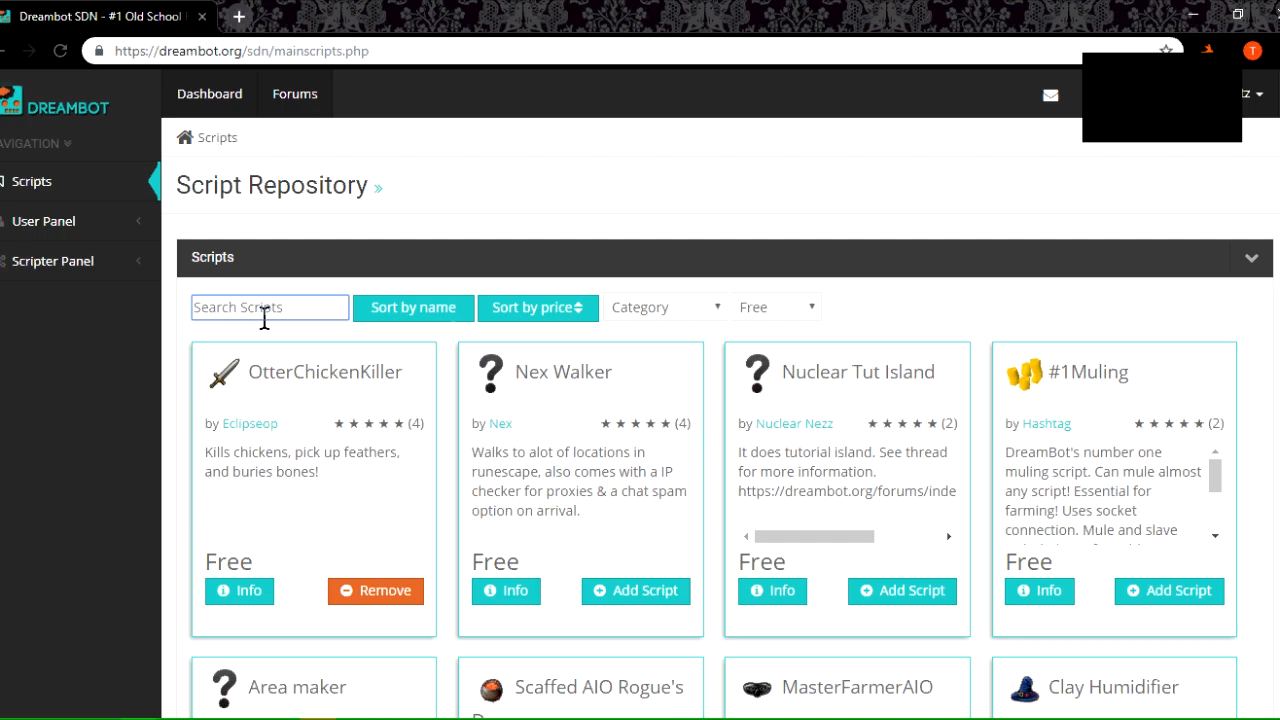 Dreambot SDN - #1 Old School
https://dreambot.org/sdn/mainscripts.php
T
DREAMBOT
Dashboard
Forums
tz
AVIGATION
Scripts
User Panel
Scripter Panel
Scripts
Script Repository »
Scripts
Search Scripts
Sort by name
Sort by price
Category
Free
OtterChickenKiller
by Eclipseop
(4)
Kills chickens, pick up feathers,
and buries bones!
Free
Info
Remove
Nex Walker
by Nex
(4)
Walks to alot of locations in
runescape, also comes with a IP
checker for proxies & a chat spam
option on arrival.
Free
Info
Add Script
Nuclear Tut Island
by Nuclear Nezz
(2)
It does tutorial island. See thread
for more information.
https://dreambot.org/forums/inde
Free
Info
Add Script
#1Muling
by Hashtag
(2)
DreamBot's number one
muling script. Can mule almost
any script! Essential for
farming! Uses socket
connection. Mule and slave
Free
Info
Add Script
Area maker
Scaffed AIO Rogue's
MasterFarmerAIO
Clay Humidifier